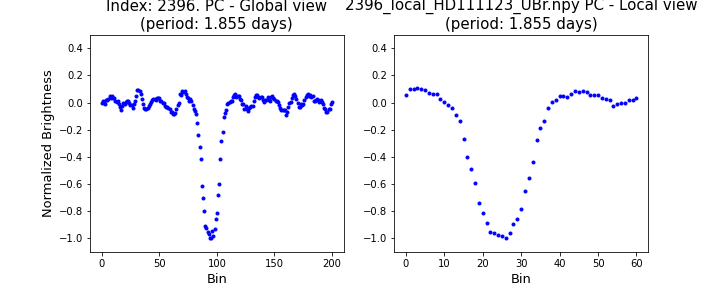 Index: 2396. PC - Global view
(period: 1.855 days)
2396_local_HD111123_UBr.npy PC - Local view
(period: 1.855 days)
Normalized Brightness
0.4
0.2
0.0
−0.2
−0.4
−0.6
−0.8
−1.0
0 50 100 150 200
Bin
0.4
0.2
0.0
−0.2
−0.4
−0.6
−0.8
−1.0
0 10 20 30 40 50 60
Bin